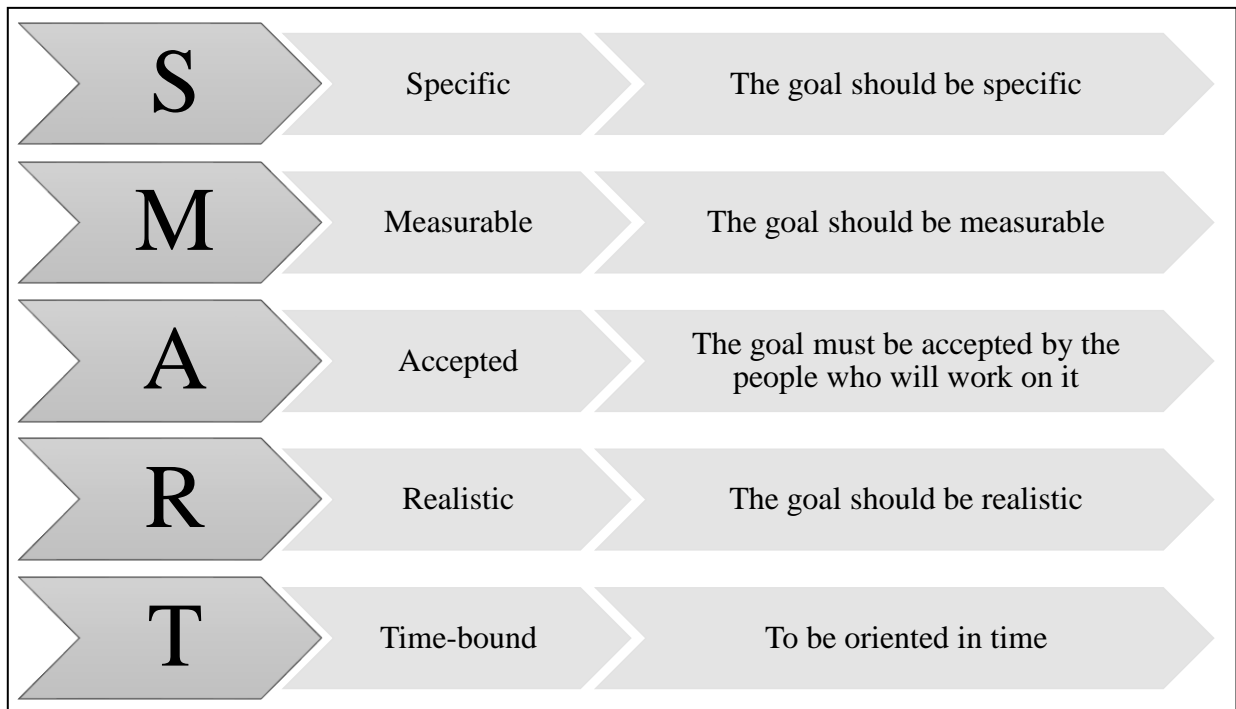 S
Specific
The goal should be specific
M
Measurable
The goal should be measurable
A
Accepted
The goal must be accepted by the
people who will work on it
R
Realistic
The goal should be realistic
T
Time-bound
To be oriented in time